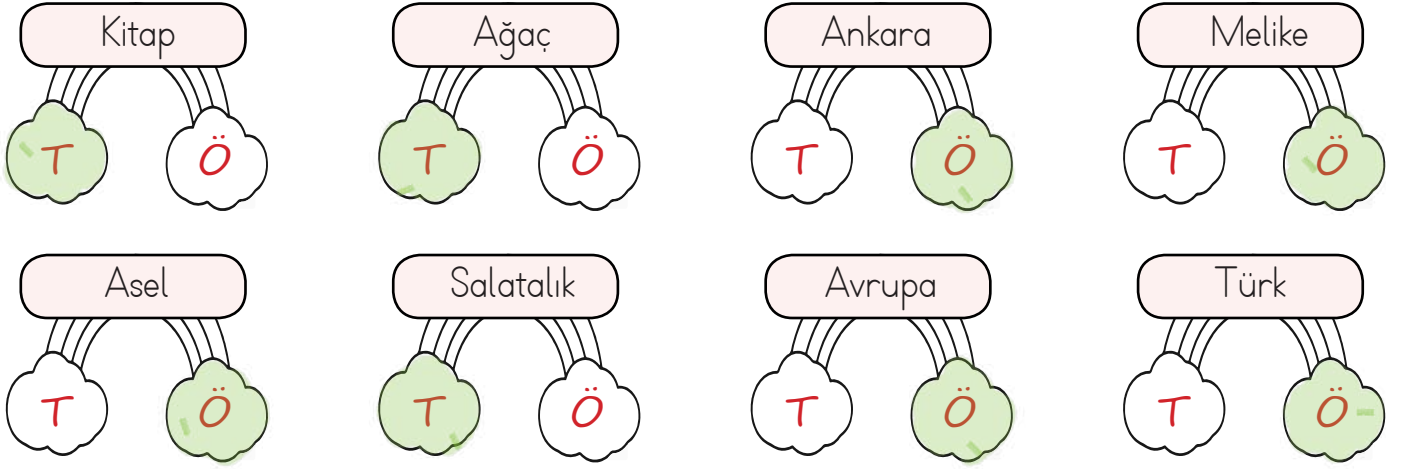 Kitap Ağaç Ankara Melike
T Ö T Ö T Ö T Ö
Asel Salatalık Avrupa Türk
T Ö T Ö T Ö T Ö